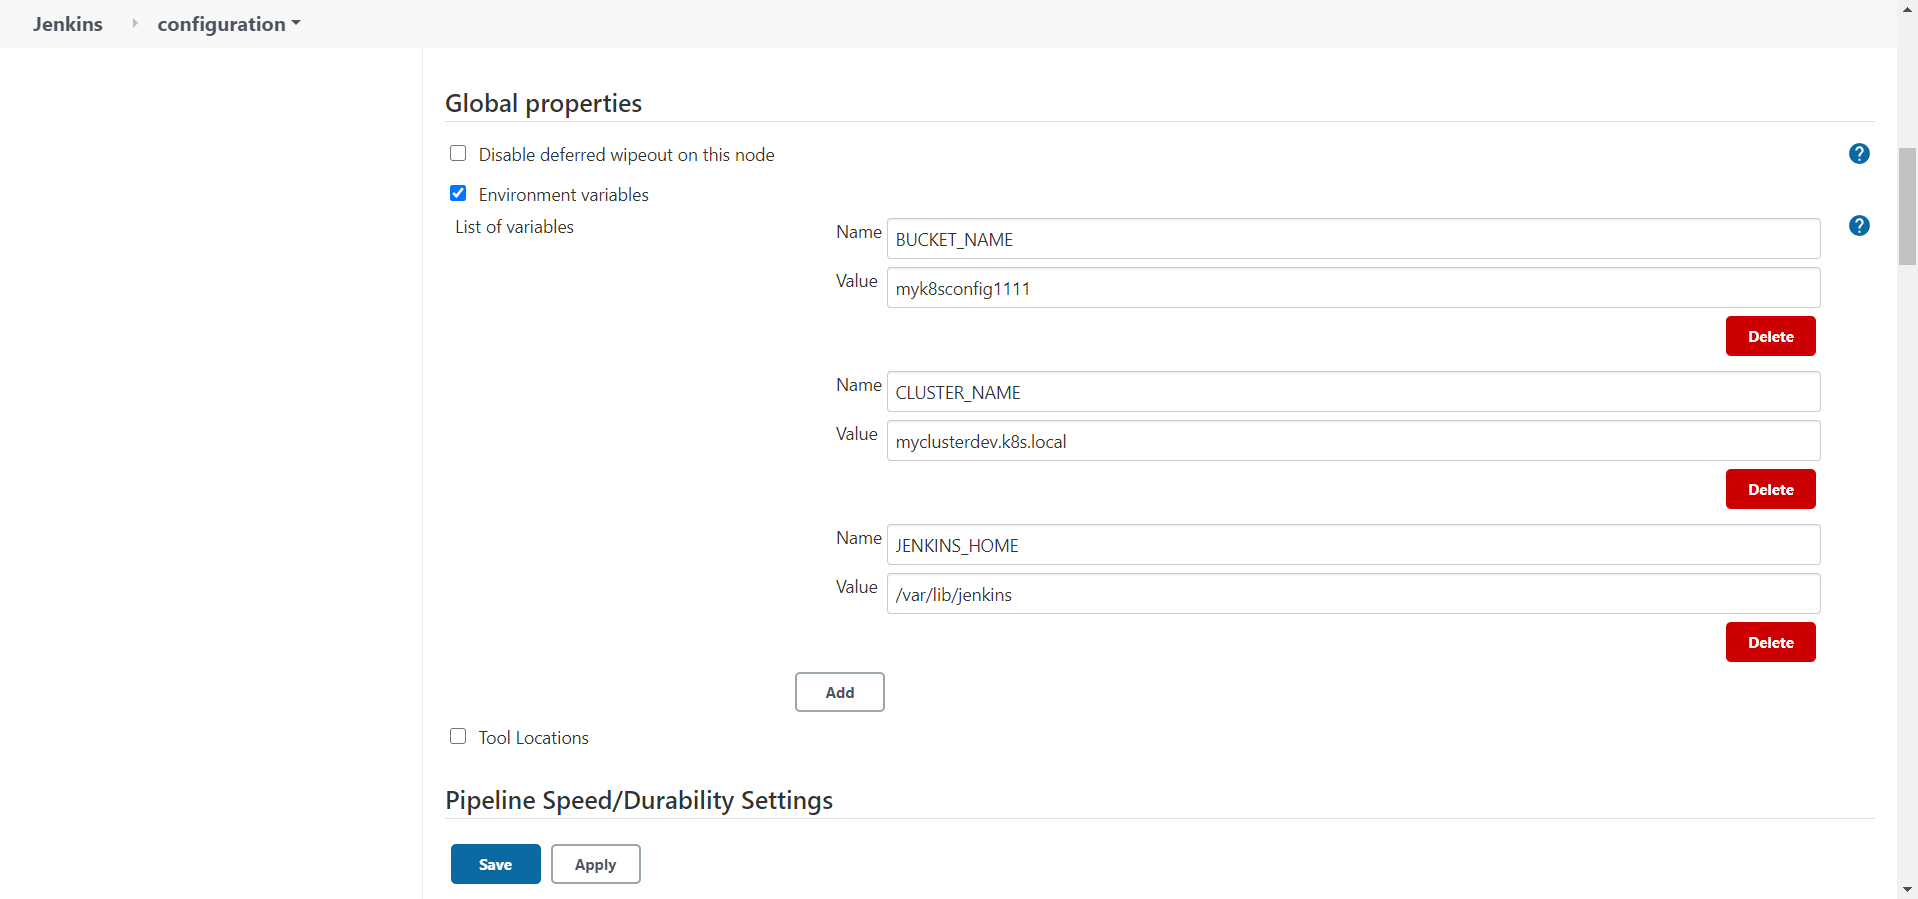 Jenkins configuration
Global properties
Disable deferred wipeout on this node
?
Environment variables
List of variables
?
Name BUCKET_NAME
Value myk8sconfig1111
Delete
Name CLUSTER_NAME
Value myclusterdev.k8s.local
Delete
Name JENKINS_HOME
Value /var/lib/jenkins
Delete
Add
Tool Locations
Pipeline Speed/Durability Settings
Save Apply